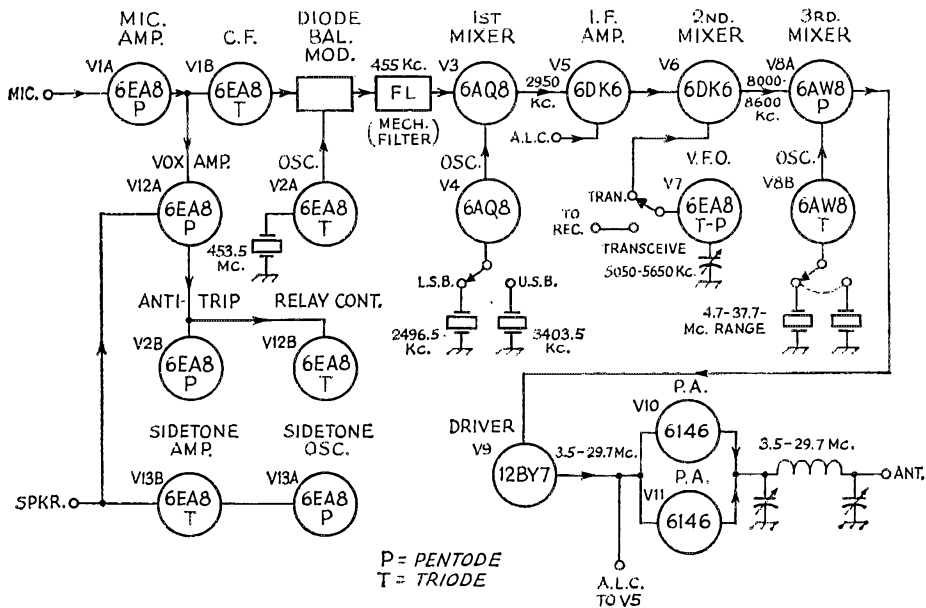 MIC. AMP.
C.F.
DIODE BAL. MOD.
1ST MIXER
I.F. AMP.
2ND. MIXER
3RD. MIXER
V1A
6EA8
P
V1B
6EA8
T
455 KC.
FL
(MECH. FILTER)
V3
6AQ8
2950 KC.
V5
6DK6
V6
6DK6
8000-8600 KC.
V8A
6AW8
P
MIC.
A.L.C.
VOX AMP.
V12A
6EA8
P
OSC.
V2A
6EA8
T
453.5 MC.
OSC.
V4
6AQ8
TRAN.
TO REC.
V.F.O.
V7
6EA8
T-P
TRANSCEIVE
5050-5650 KC.
OSC.
V8B
6AW8
T
L.S.B.
U.S.B.
2496.5 KC.
3403.5 KC.
4.7-37.7-MC. RANGE
ANTI-TRIP
V2B
6EA8
P
RELAY CONT.
V12B
6EA8
T
SIDETONE AMP.
V13B
6EA8
T
SIDETONE OSC.
V13A
6EA8
P
SPKR.
DRIVER
V9
12BY7
3.5-29.7 MC.
P.A.
V10
6146
P.A.
V11
6146
3.5-29.7 MC.
ANT.
A.L.C. TO V5
P = PENTODE
T = TRIODE